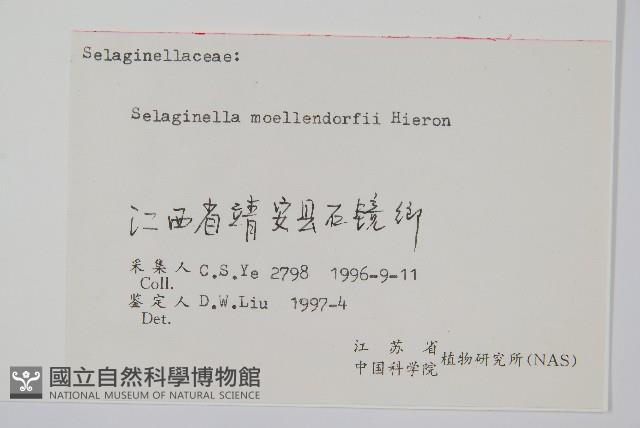 Selaginellaceae:
Selaginella moellendorfii Hieron
江西省靖安县石镜乡
采集人 C.S.Ye 2798 1996-9-11
Coll.
鉴定人 D.W.Liu 1997-4
Det.
江苏省
中国科学院 植物研究所(NAS)
國立自然科學博物館
NATIONAL MUSEUM OF NATURAL SCIENCE